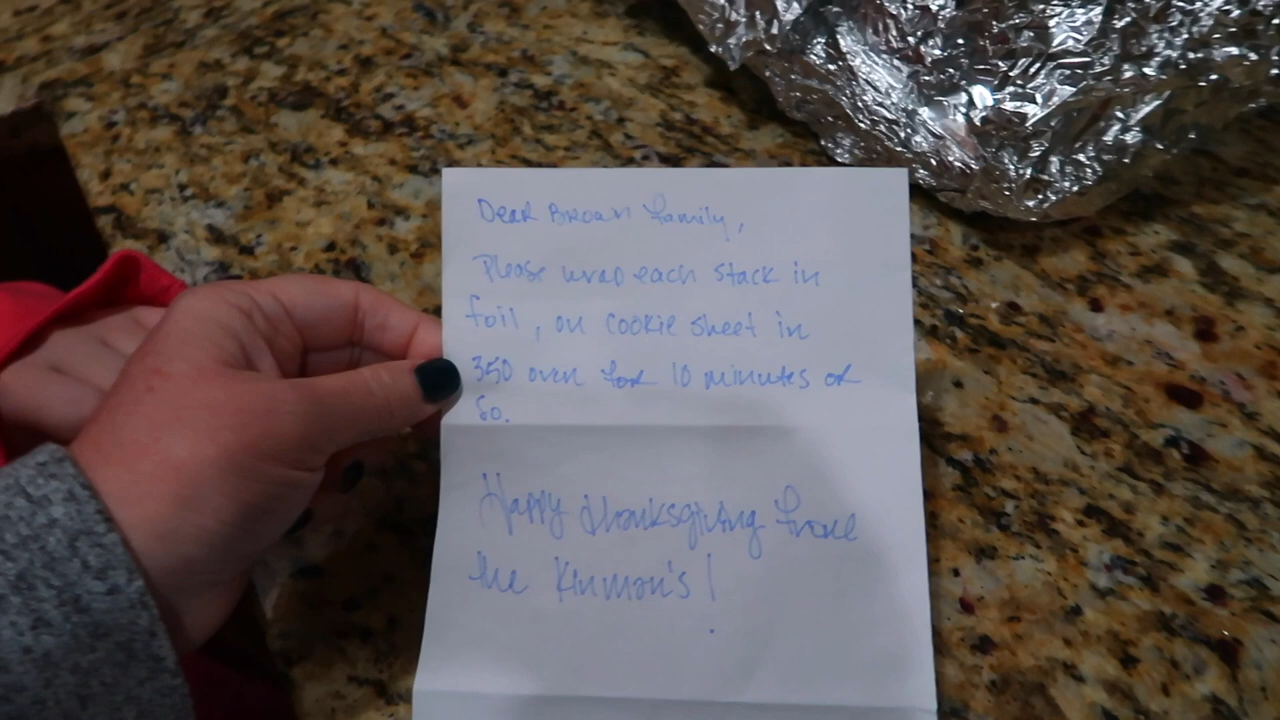 Dear Brown Family,
Please wrap each stack in
foil, on cookie sheet in
350 oven for 10 minutes or
so.
Happy Thanksgiving from
the Kinmon's!